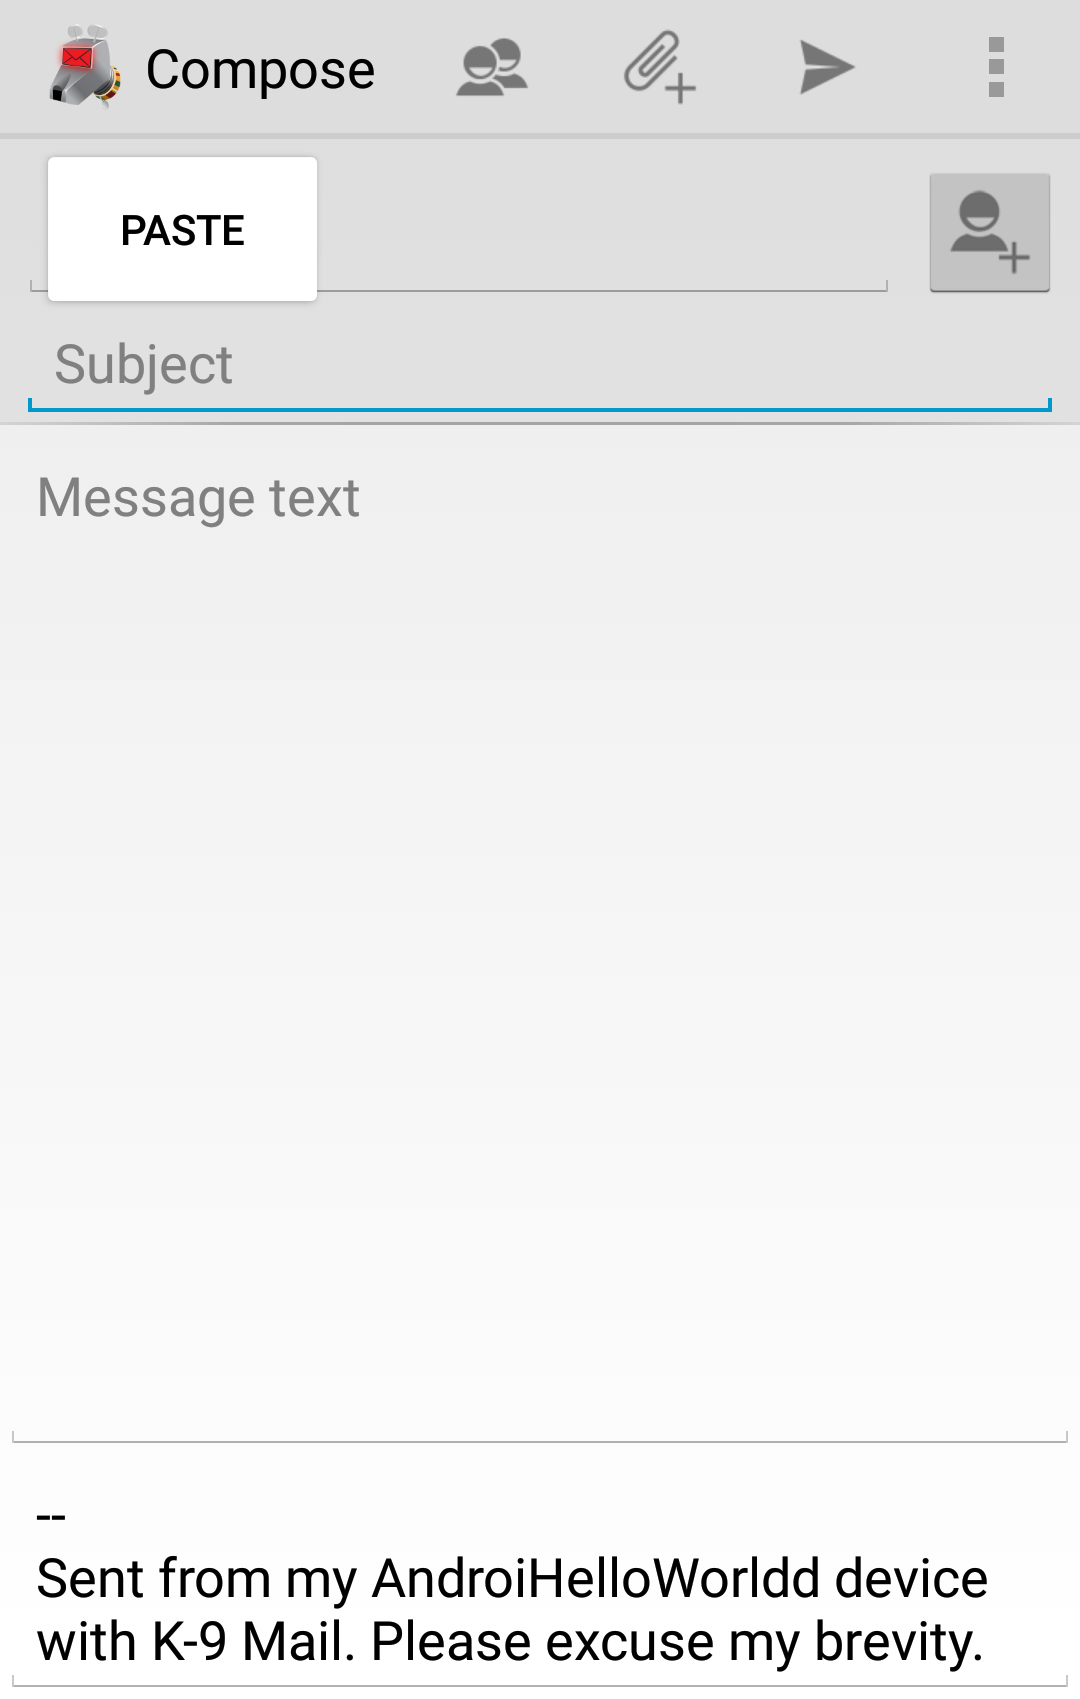 Compose
PASTE
Subject
Message text
--
Sent from my AndroiHelloWorldd device
with K-9 Mail. Please excuse my brevity.